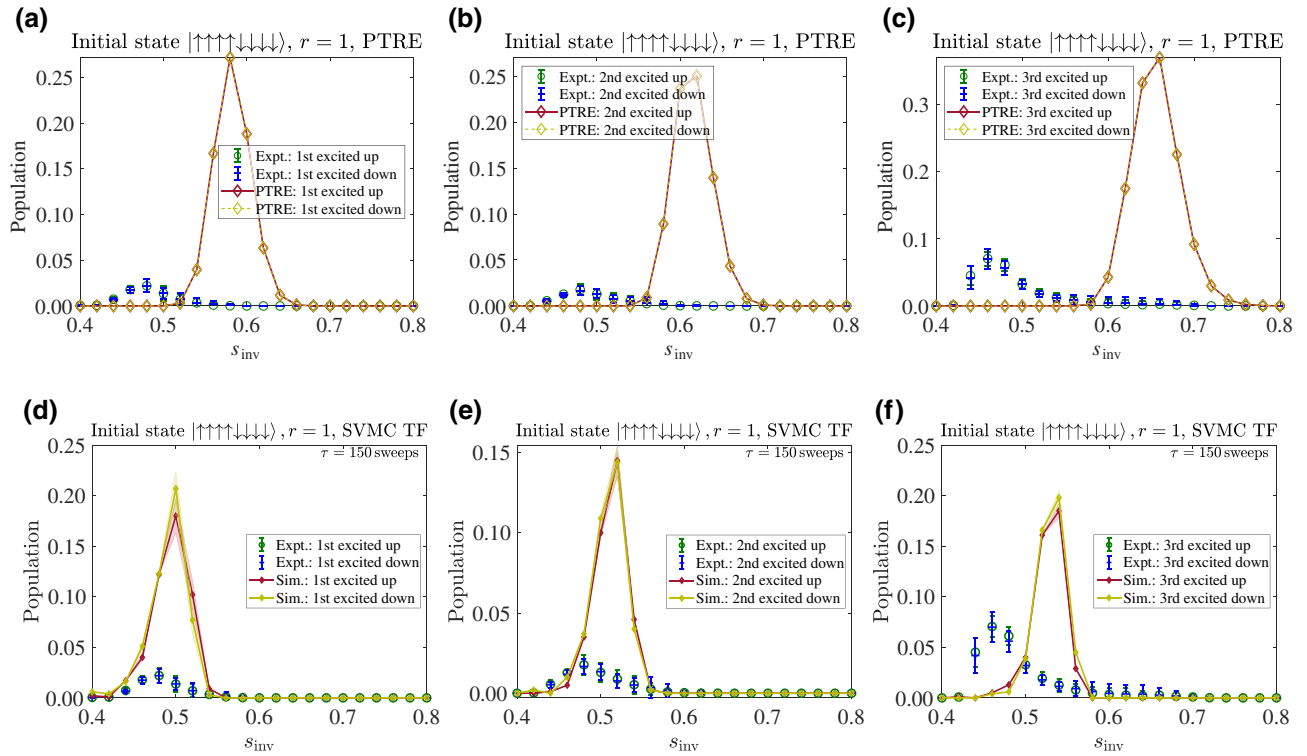 (a)
Initial state |↑↑↑↑↓↓↓↓⟩, r = 1, PTRE
0.25
0.20
0.15
0.10
0.05
0.00
Population
Expt.: 1st excited up
Expt.: 1st excited down
PTRE: 1st excited up
PTRE: 1st excited down
0.4 0.5 0.6 0.7 0.8
s_inv
(b)
Initial state |↑↑↑↑↓↓↓↓⟩, r = 1, PTRE
0.25
0.20
0.15
0.10
0.05
0.00
Population
Expt.: 2nd excited up
Expt.: 2nd excited down
PTRE: 2nd excited up
PTRE: 2nd excited down
0.4 0.5 0.6 0.7 0.8
s_inv
(c)
Initial state |↑↑↑↑↓↓↓↓⟩, r = 1, PTRE
0.3
0.2
0.1
0.0
Population
Expt.: 3rd excited up
Expt.: 3rd excited down
PTRE: 3rd excited up
PTRE: 3rd excited down
0.4 0.5 0.6 0.7 0.8
s_inv
(d)
Initial state |↑↑↑↑↓↓↓↓⟩, r = 1, SVMC TF
τ = 150 sweeps
0.25
0.20
0.15
0.10
0.05
0.00
Population
Expt.: 1st excited up
Expt.: 1st excited down
Sim.: 1st excited up
Sim.: 1st excited down
0.4 0.5 0.6 0.7 0.8
s_inv
(e)
Initial state |↑↑↑↑↓↓↓↓⟩, r = 1, SVMC TF
τ = 150 sweeps
0.15
0.10
0.05
0.00
Population
Expt.: 2nd excited up
Expt.: 2nd excited down
Sim.: 2nd excited up
Sim.: 2nd excited down
0.4 0.5 0.6 0.7 0.8
s_inv
(f)
Initial state |↑↑↑↑↓↓↓↓⟩, r = 1, SVMC TF
τ = 150 sweeps
0.25
0.20
0.15
0.10
0.05
0.00
Population
Expt.: 3rd excited up
Expt.: 3rd excited down
Sim.: 3rd excited up
Sim.: 3rd excited down
0.4 0.5 0.6 0.7 0.8
s_inv